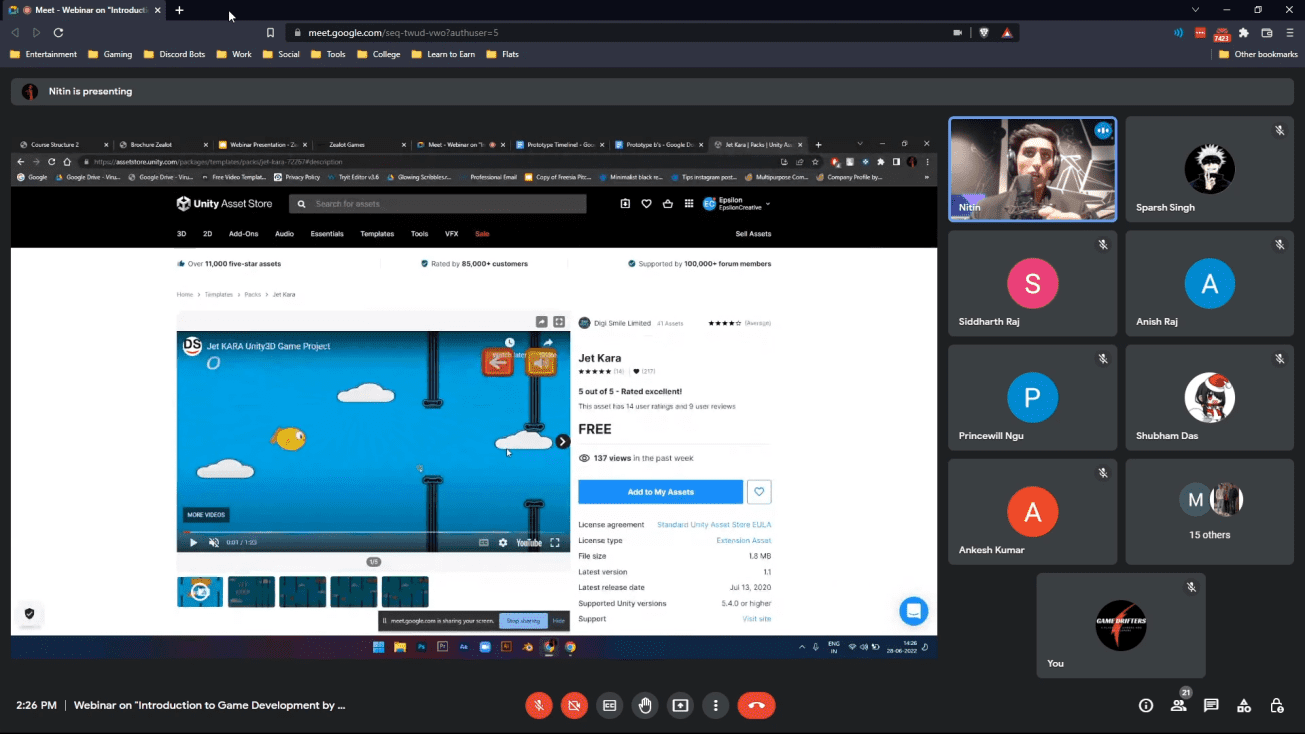 Meet - Webinar on "Introducti
meet.google.com/seq-twud-vwo?authuser=5
7423
Entertainment Gaming Discord Bots Work Social Tools College Learn to Earn Flats Other bookmarks
Nitin is presenting
Course Structure 2 Brochure Zealot Webinar Presentation - Za Zealot Games Meet - Webinar on "In Prototype Timeline! - Goo Prototype b's - Google Do Jet Kara | Packs | Unity As
https://assetstore.unity.com/packages/templates/packs/jet-kara-72767#description
Google Google Drive - Viru... Google Drive - Viru... Free Video Templat... Privacy Policy Tryit Editor v3.6 Glowing Scribbles.r... Professional Email Copy of Freesia Pitc... Minimalist black re... Tips instagram post... Multipurpose Com... Company Profile by...
Unity Asset Store
Search for assets
EC
Epsilon
EpsilonCreative
3D 2D Add-Ons Audio Essentials Templates Tools VFX Sale Sell Assets
Over 11,000 five-star assets Rated by 85,000+ customers Supported by 100,000+ forum members
Home > Templates > Packs > Jet Kara
DS
Jet KARA Unity3D Game Project
0
MORE VIDEOS
0:01 / 1:23
YouTube
1/5
Digi Smile Limited 41 Assets (Average)
Jet Kara
(14) (217)
5 out of 5 - Rated excellent!
This asset has 14 user ratings and 9 user reviews
FREE
137 views in the past week
Add to My Assets
License agreement Standard Unity Asset Store EULA
License type Extension Asset
File size 1.8 MB
Latest version 1.1
Latest release date Jul 13, 2020
Supported Unity versions 5.4.0 or higher
Support Visit site
meet.google.com is sharing your screen. Stop sharing Hide
Ps Pr Ae Ai
ENG
IN
14:26
28-06-2022
Nitin
Sparsh Singh
S
Siddharth Raj
A
Anish Raj
P
Princewill Ngu
Shubham Das
A
Ankesh Kumar
M
15 others
GAME DRIFTERS
You
2:26 PM | Webinar on "Introduction to Game Development by ...
21